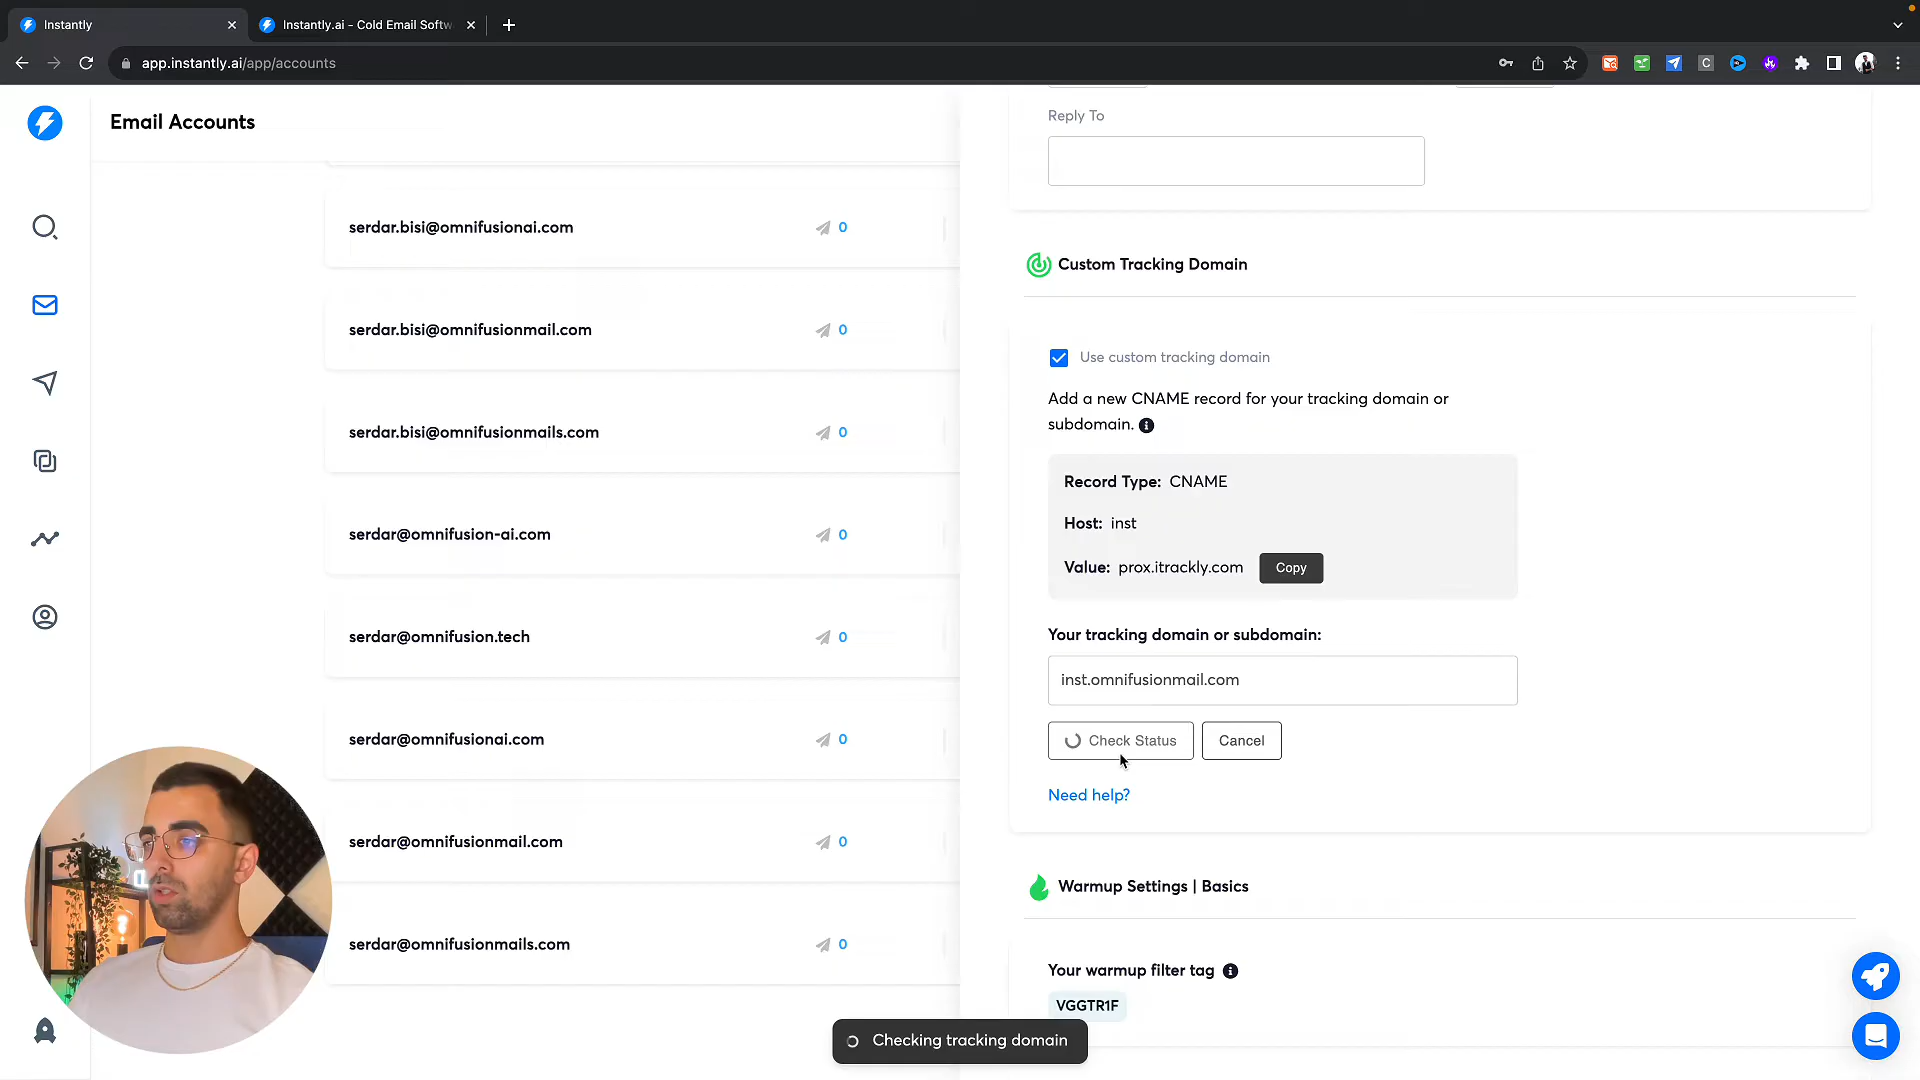 Instantly
Instantly.ai - Cold Email Softw
app.instantly.ai/app/accounts
Email Accounts
serdar.bisi@omnifusionai.com 0
serdar.bisi@omnifusionmail.com 0
serdar.bisi@omnifusionmails.com 0
serdar@omnifusion-ai.com 0
serdar@omnifusion.tech 0
serdar@omnifusionai.com 0
serdar@omnifusionmail.com 0
serdar@omnifusionmails.com 0
Reply To
Custom Tracking Domain
Use custom tracking domain
Add a new CNAME record for your tracking domain or
subdomain.
Record Type: CNAME
Host: inst
Value: prox.itrackly.com Copy
Your tracking domain or subdomain:
inst.omnifusionmail.com
Check Status Cancel
Need help?
Warmup Settings | Basics
Your warmup filter tag
VGGTR1F
Checking tracking domain